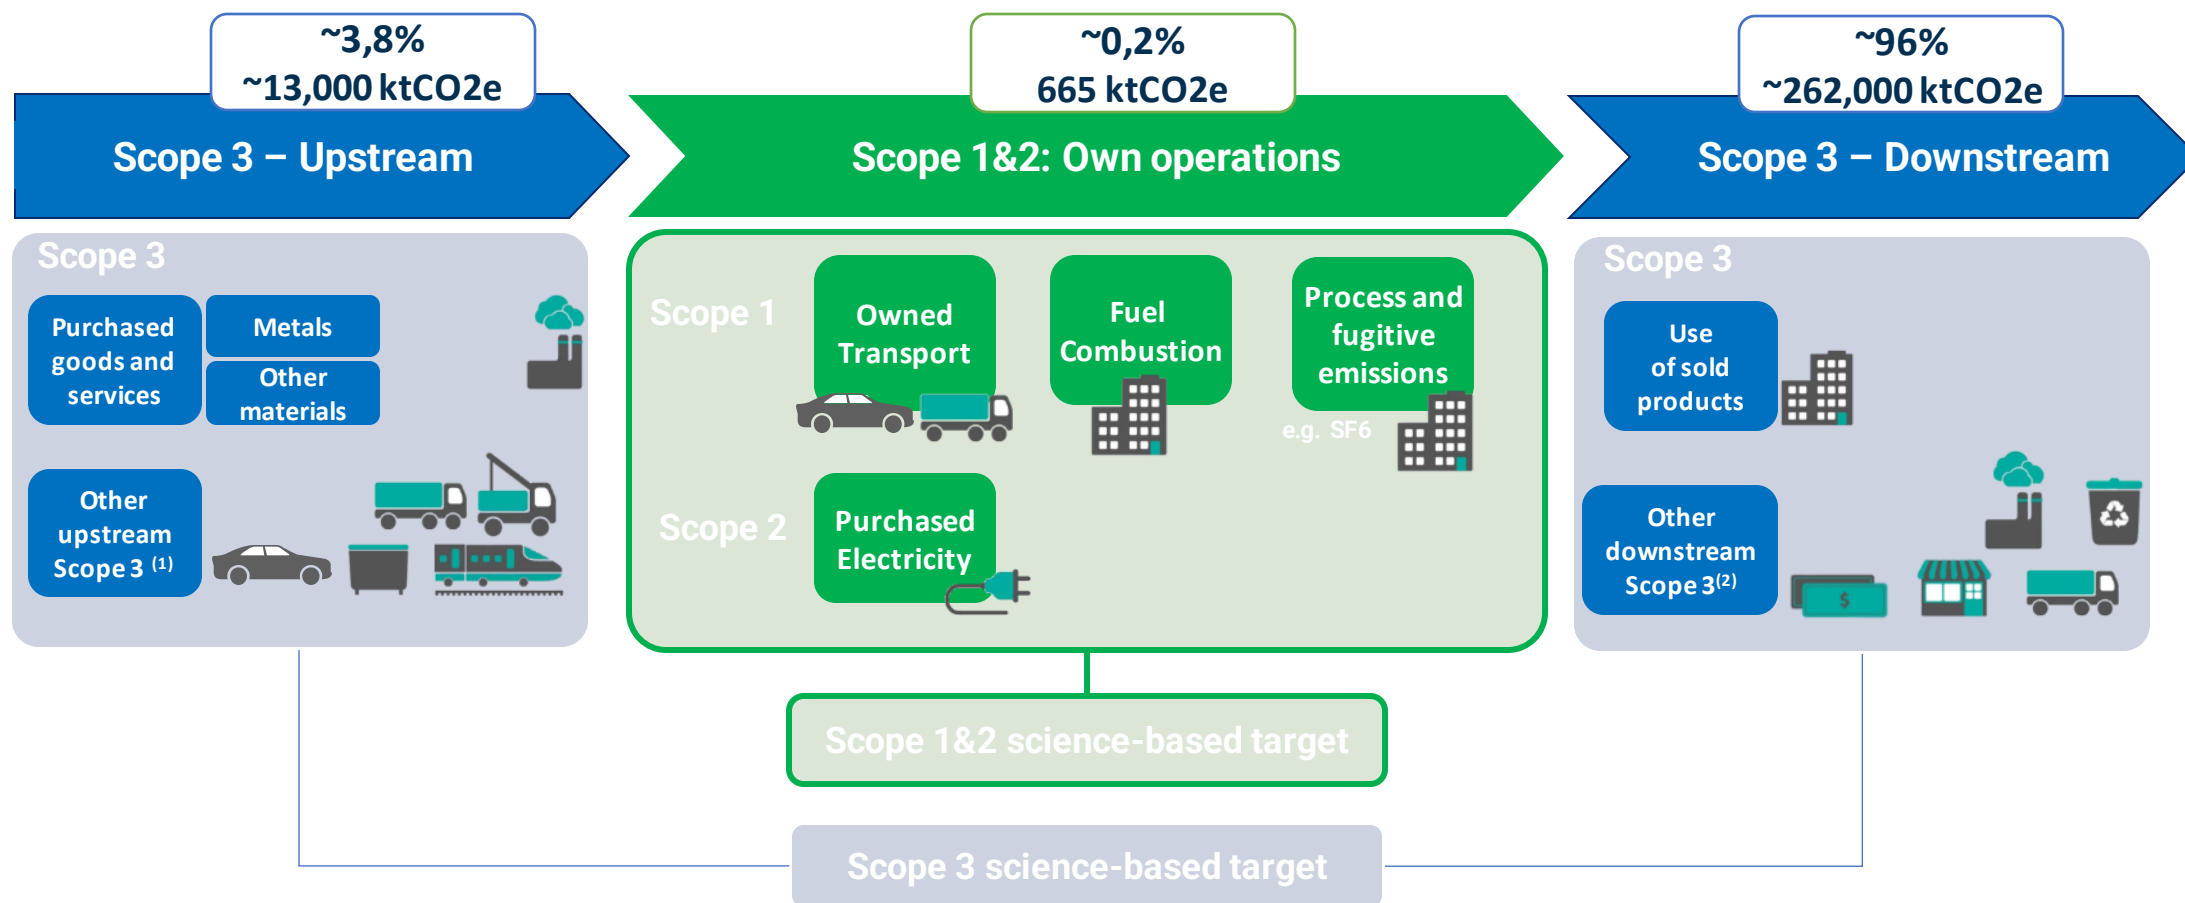 ~3,8%
~13,000 ktCO2e
Scope 3 – Upstream
~0,2%
665 ktCO2e
Scope 1&2: Own operations
~96%
~262,000 ktCO2e
Scope 3 – Downstream
Scope 3
Purchased
goods and
services
Metals
Other
materials
Other
upstream
Scope 3 (1)
Scope 1
Owned
Transport
Fuel
Combustion
Process and
fugitive
emissions
e.g. SF6
Scope 2
Purchased
Electricity
Scope 3
Use
of sold
products
Other
downstream
Scope 3(2)
$
Scope 1&2 science-based target
Scope 3 science-based target